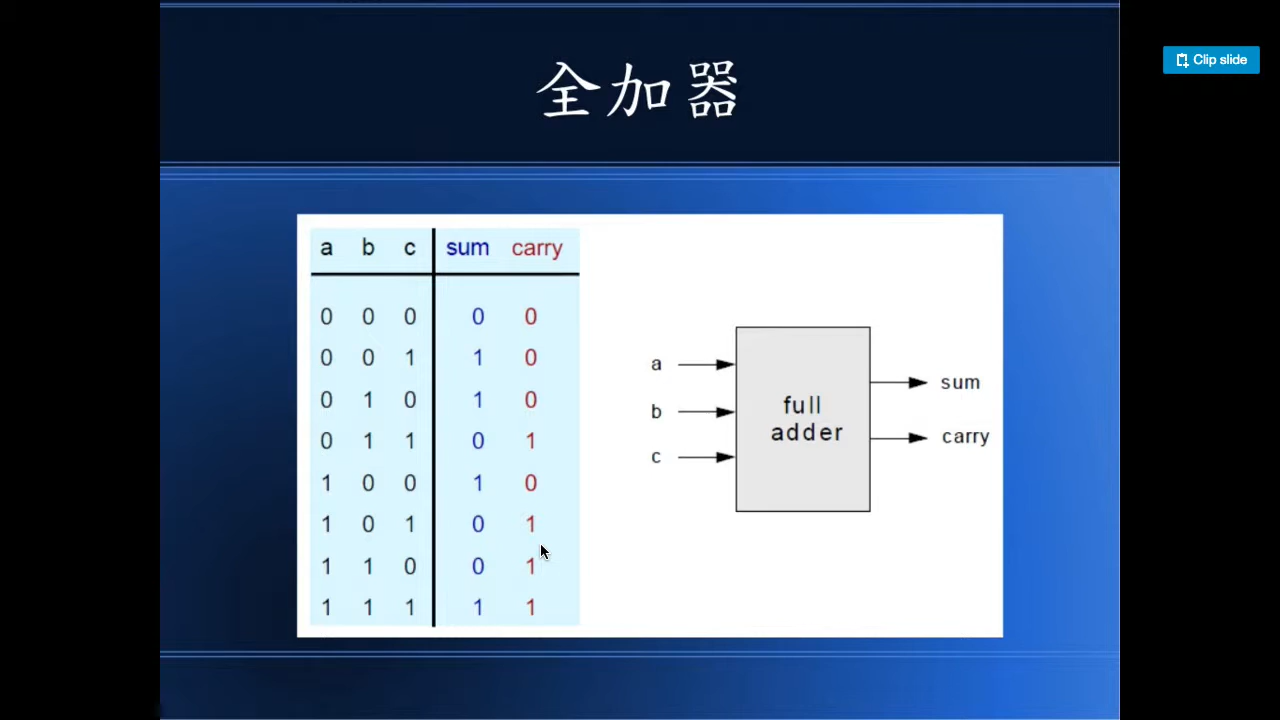 Clip slide
全加器
a b c sum carry
0 0 0 0 0
0 0 1 1 0
0 1 0 1 0
0 1 1 0 1
1 0 0 1 0
1 0 1 0 1
1 1 0 0 1
1 1 1 1 1
a
b
c
full
adder
sum
carry